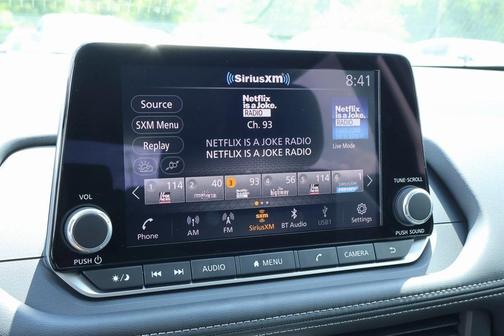 SiriusXM
8:41
Source
SXM Menu
Replay
Netflix
is a Joke.
RADIO
Ch. 93
NETFLIX IS A JOKE RADIO
NETFLIX IS A JOKE RADIO
Netflix
is a Joke.
RADIO
Live Mode
1 114
2 40
3 93
4 56
5 114
6
Phone
AM
FM
SXM
SiriusXM
BT Audio
USB1
Settings
VOL
PUSH
TUNE·SCROLL
PUSH SOUND
AUDIO
MENU
CAMERA